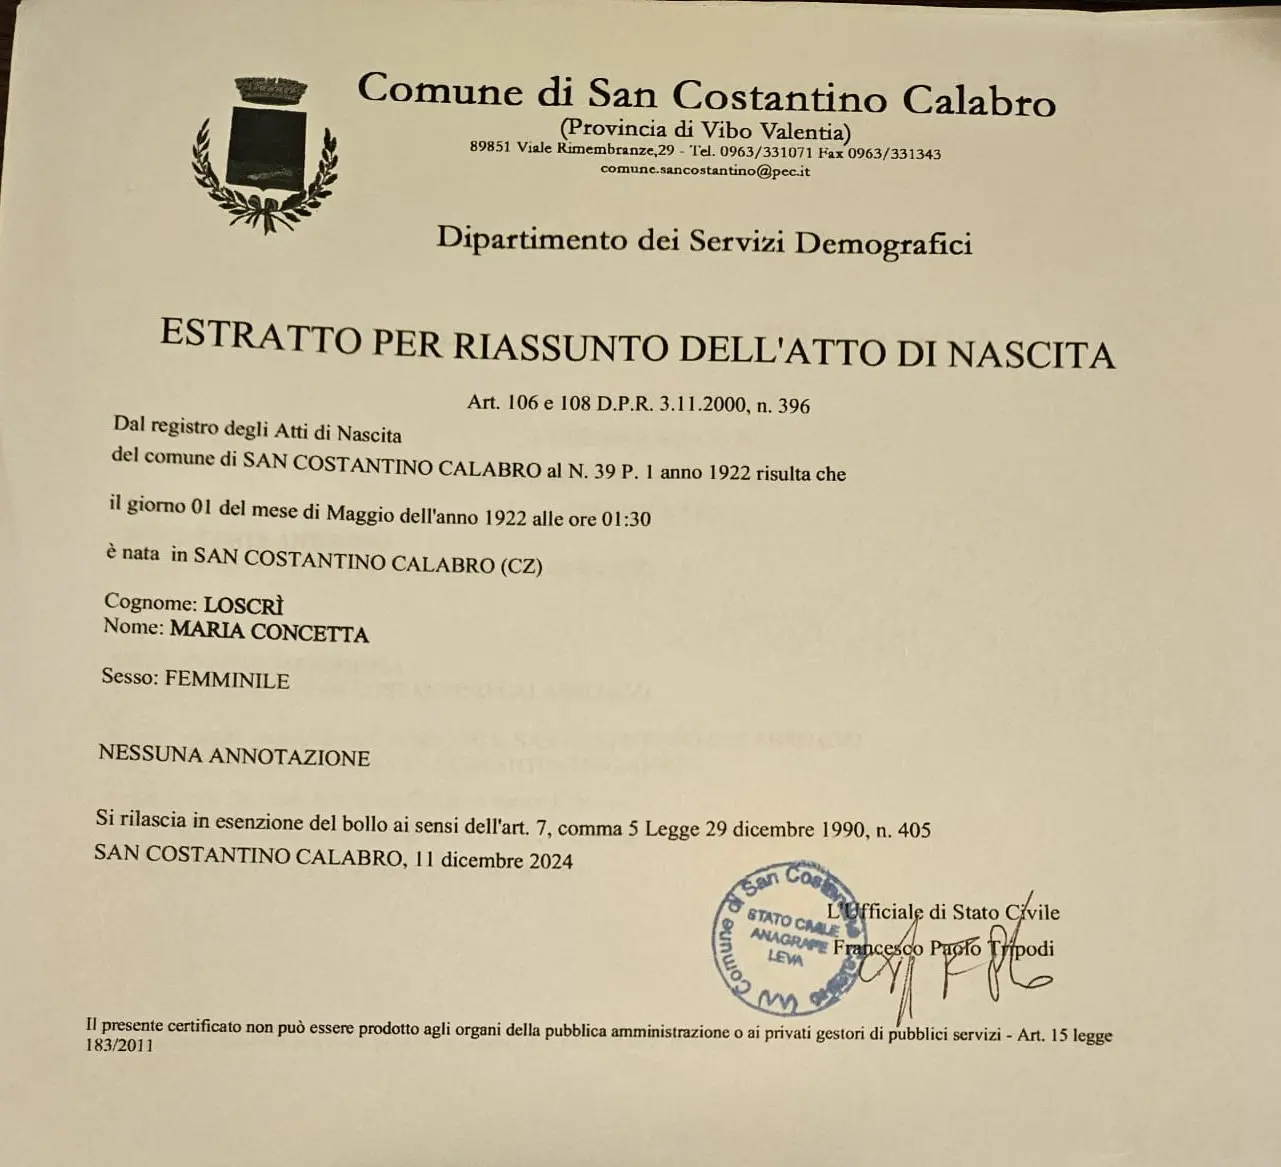 Comune di San Costantino Calabro
(Provincia di Vibo Valentia)
89851 Viale Rimembranze,29 - Tel. 0963/331071 Fax 0963/331343
comune.sancostantino@pec.it
Dipartimento dei Servizi Demografici
ESTRATTO PER RIASSUNTO DELL'ATTO DI NASCITA
Art. 106 e 108 D.P.R. 3.11.2000, n. 396
Dal registro degli Atti di Nascita
del comune di SAN COSTANTINO CALABRO al N. 39 P. 1 anno 1922 risulta che
il giorno 01 del mese di Maggio dell'anno 1922 alle ore 01:30
è nata in SAN COSTANTINO CALABRO (CZ)
Cognome: LOSCRÌ
Nome: MARIA CONCETTA
Sesso: FEMMINILE
NESSUNA ANNOTAZIONE
Si rilascia in esenzione del bollo ai sensi dell'art. 7, comma 5 Legge 29 dicembre 1990, n. 405
SAN COSTANTINO CALABRO, 11 dicembre 2024
Comune di San Costantino Calabro (VV)
STATO CIVILE
ANAGRAFE
LEVA
L'Ufficiale di Stato Civile
Francesco Paolo Tripodi
Il presente certificato non può essere prodotto agli organi della pubblica amministrazione o ai privati gestori di pubblici servizi - Art. 15 legge
183/2011